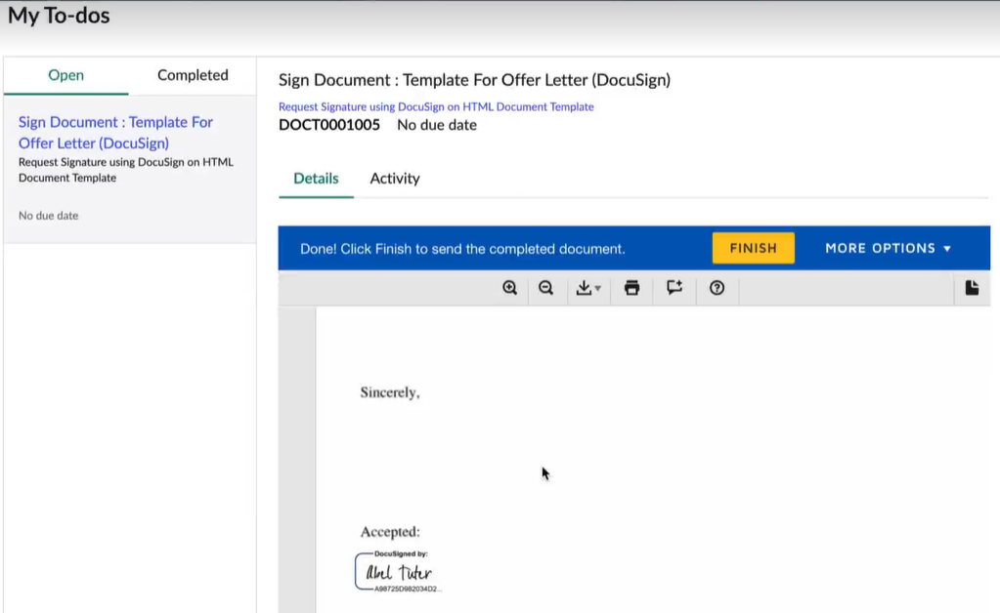 My To-dos
Open
Completed
Sign Document : Template For
Offer Letter (DocuSign)
Request Signature using DocuSign on HTML
Document Template
No due date
Sign Document : Template For Offer Letter (DocuSign)
Request Signature using DocuSign on HTML Document Template
DOCT0001005 No due date
Details
Activity
Done! Click Finish to send the completed document.
FINISH
MORE OPTIONS
Sincerely,
Accepted:
DocuSigned by:
Abel Tuter
A98725D982034D2...